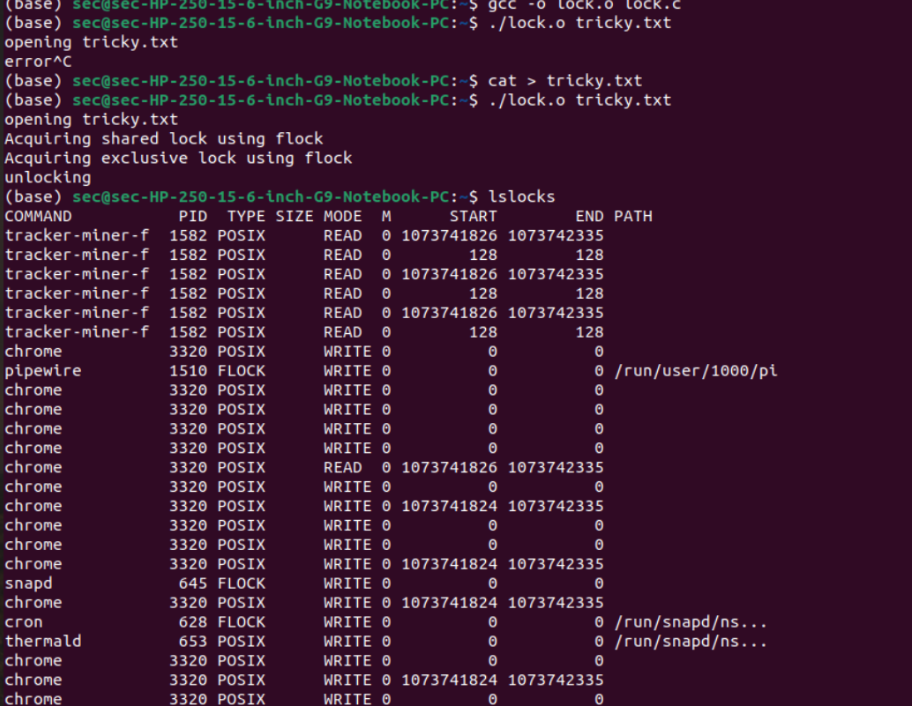 (base) sec@sec-HP-250-15-6-inch-G9-Notebook-PC:~$ gcc -o lock.o lock.c
(base) sec@sec-HP-250-15-6-inch-G9-Notebook-PC:~$ ./lock.o tricky.txt
opening tricky.txt
error^C
(base) sec@sec-HP-250-15-6-inch-G9-Notebook-PC:~$ cat > tricky.txt
(base) sec@sec-HP-250-15-6-inch-G9-Notebook-PC:~$ ./lock.o tricky.txt
opening tricky.txt
Acquiring shared lock using flock
Acquiring exclusive lock using flock
unlocking
(base) sec@sec-HP-250-15-6-inch-G9-Notebook-PC:~$ lslocks
COMMAND           PID  TYPE SIZE MODE  M      START        END PATH
tracker-miner-f  1582 POSIX      READ  0 1073741826 1073742335
tracker-miner-f  1582 POSIX      READ  0        128        128
tracker-miner-f  1582 POSIX      READ  0 1073741826 1073742335
tracker-miner-f  1582 POSIX      READ  0        128        128
tracker-miner-f  1582 POSIX      READ  0 1073741826 1073742335
tracker-miner-f  1582 POSIX      READ  0        128        128
chrome           3320 POSIX      WRITE 0          0          0
pipewire         1510 FLOCK      WRITE 0          0          0 /run/user/1000/pi
chrome           3320 POSIX      WRITE 0          0          0
chrome           3320 POSIX      WRITE 0          0          0
chrome           3320 POSIX      WRITE 0          0          0
chrome           3320 POSIX      WRITE 0          0          0
chrome           3320 POSIX      READ  0 1073741826 1073742335
chrome           3320 POSIX      WRITE 0          0          0
chrome           3320 POSIX      WRITE 0 1073741824 1073742335
chrome           3320 POSIX      WRITE 0          0          0
chrome           3320 POSIX      WRITE 0          0          0
chrome           3320 POSIX      WRITE 0 1073741824 1073742335
snapd             645 FLOCK      WRITE 0          0          0
chrome           3320 POSIX      WRITE 0 1073741824 1073742335
cron              628 FLOCK      WRITE 0          0          0 /run/snapd/ns...
thermald          653 POSIX      WRITE 0          0          0 /run/snapd/ns...
chrome           3320 POSIX      WRITE 0          0          0
chrome           3320 POSIX      WRITE 0 1073741824 1073742335
chrome           3320 POSIX      WRITE 0          0          0